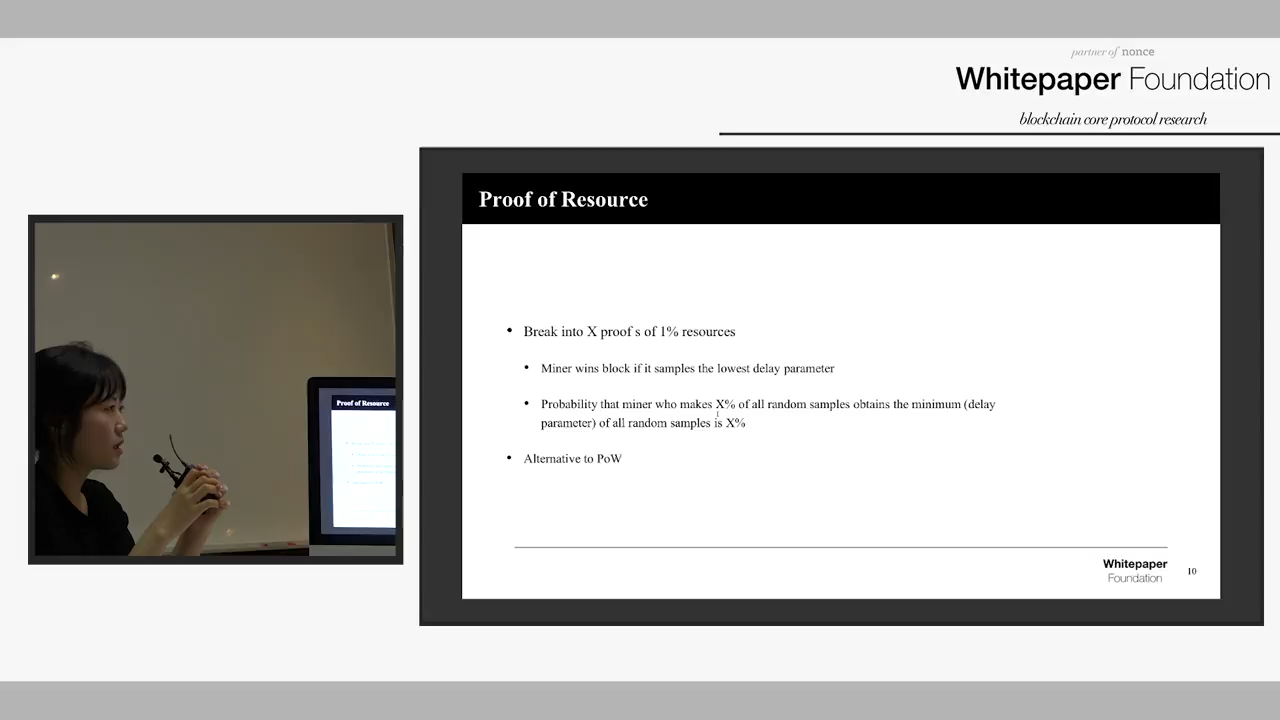 partner of nonce
Whitepaper Foundation
blockchain core protocol research
Proof of Resource
• Break into X proof s of 1% resources
• Miner wins block if it samples the lowest delay parameter
• Probability that miner who makes X% of all random samples obtains the minimum (delay
parameter) of all random samples is X%
• Alternative to PoW
Whitepaper
Foundation
10
Proof of Resource